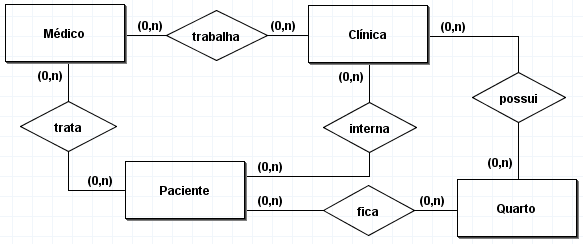 Médico
(0,n)
trabalha
(0,n)
Clínica
(0,n)
(0,n)
(0,n)
possui
trata
interna
(0,n)
(0,n)
(0,n)
Paciente
(0,n)
fica
(0,n)
Quarto